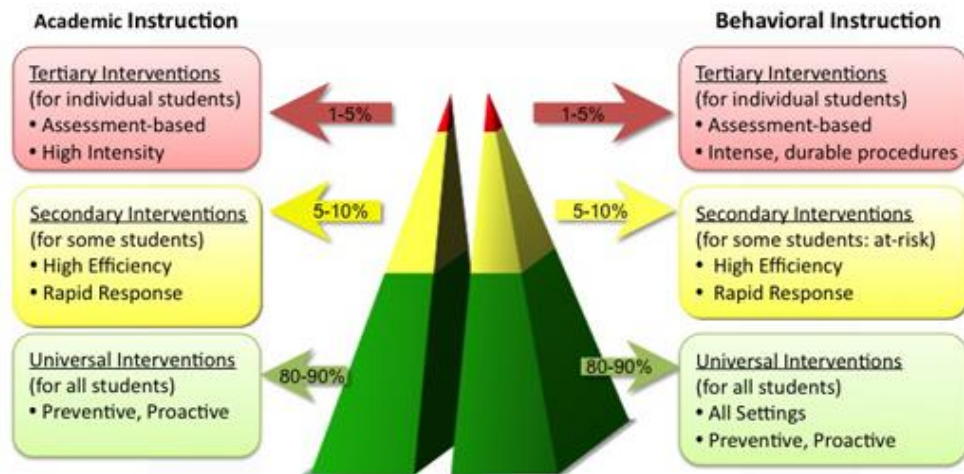 Academic Instruction
Tertiary Interventions
(for individual students)
• Assessment-based
• High Intensity
1-5%
Secondary Interventions
(for some students)
• High Efficiency
• Rapid Response
5-10%
Universal Interventions
(for all students)
• Preventive, Proactive
80-90%
Behavioral Instruction
1-5%
Tertiary Interventions
(for individual students)
• Assessment-based
• Intense, durable procedures
5-10%
Secondary Interventions
(for some students: at-risk)
• High Efficiency
• Rapid Response
80-90%
Universal Interventions
(for all students)
• All Settings
• Preventive, Proactive